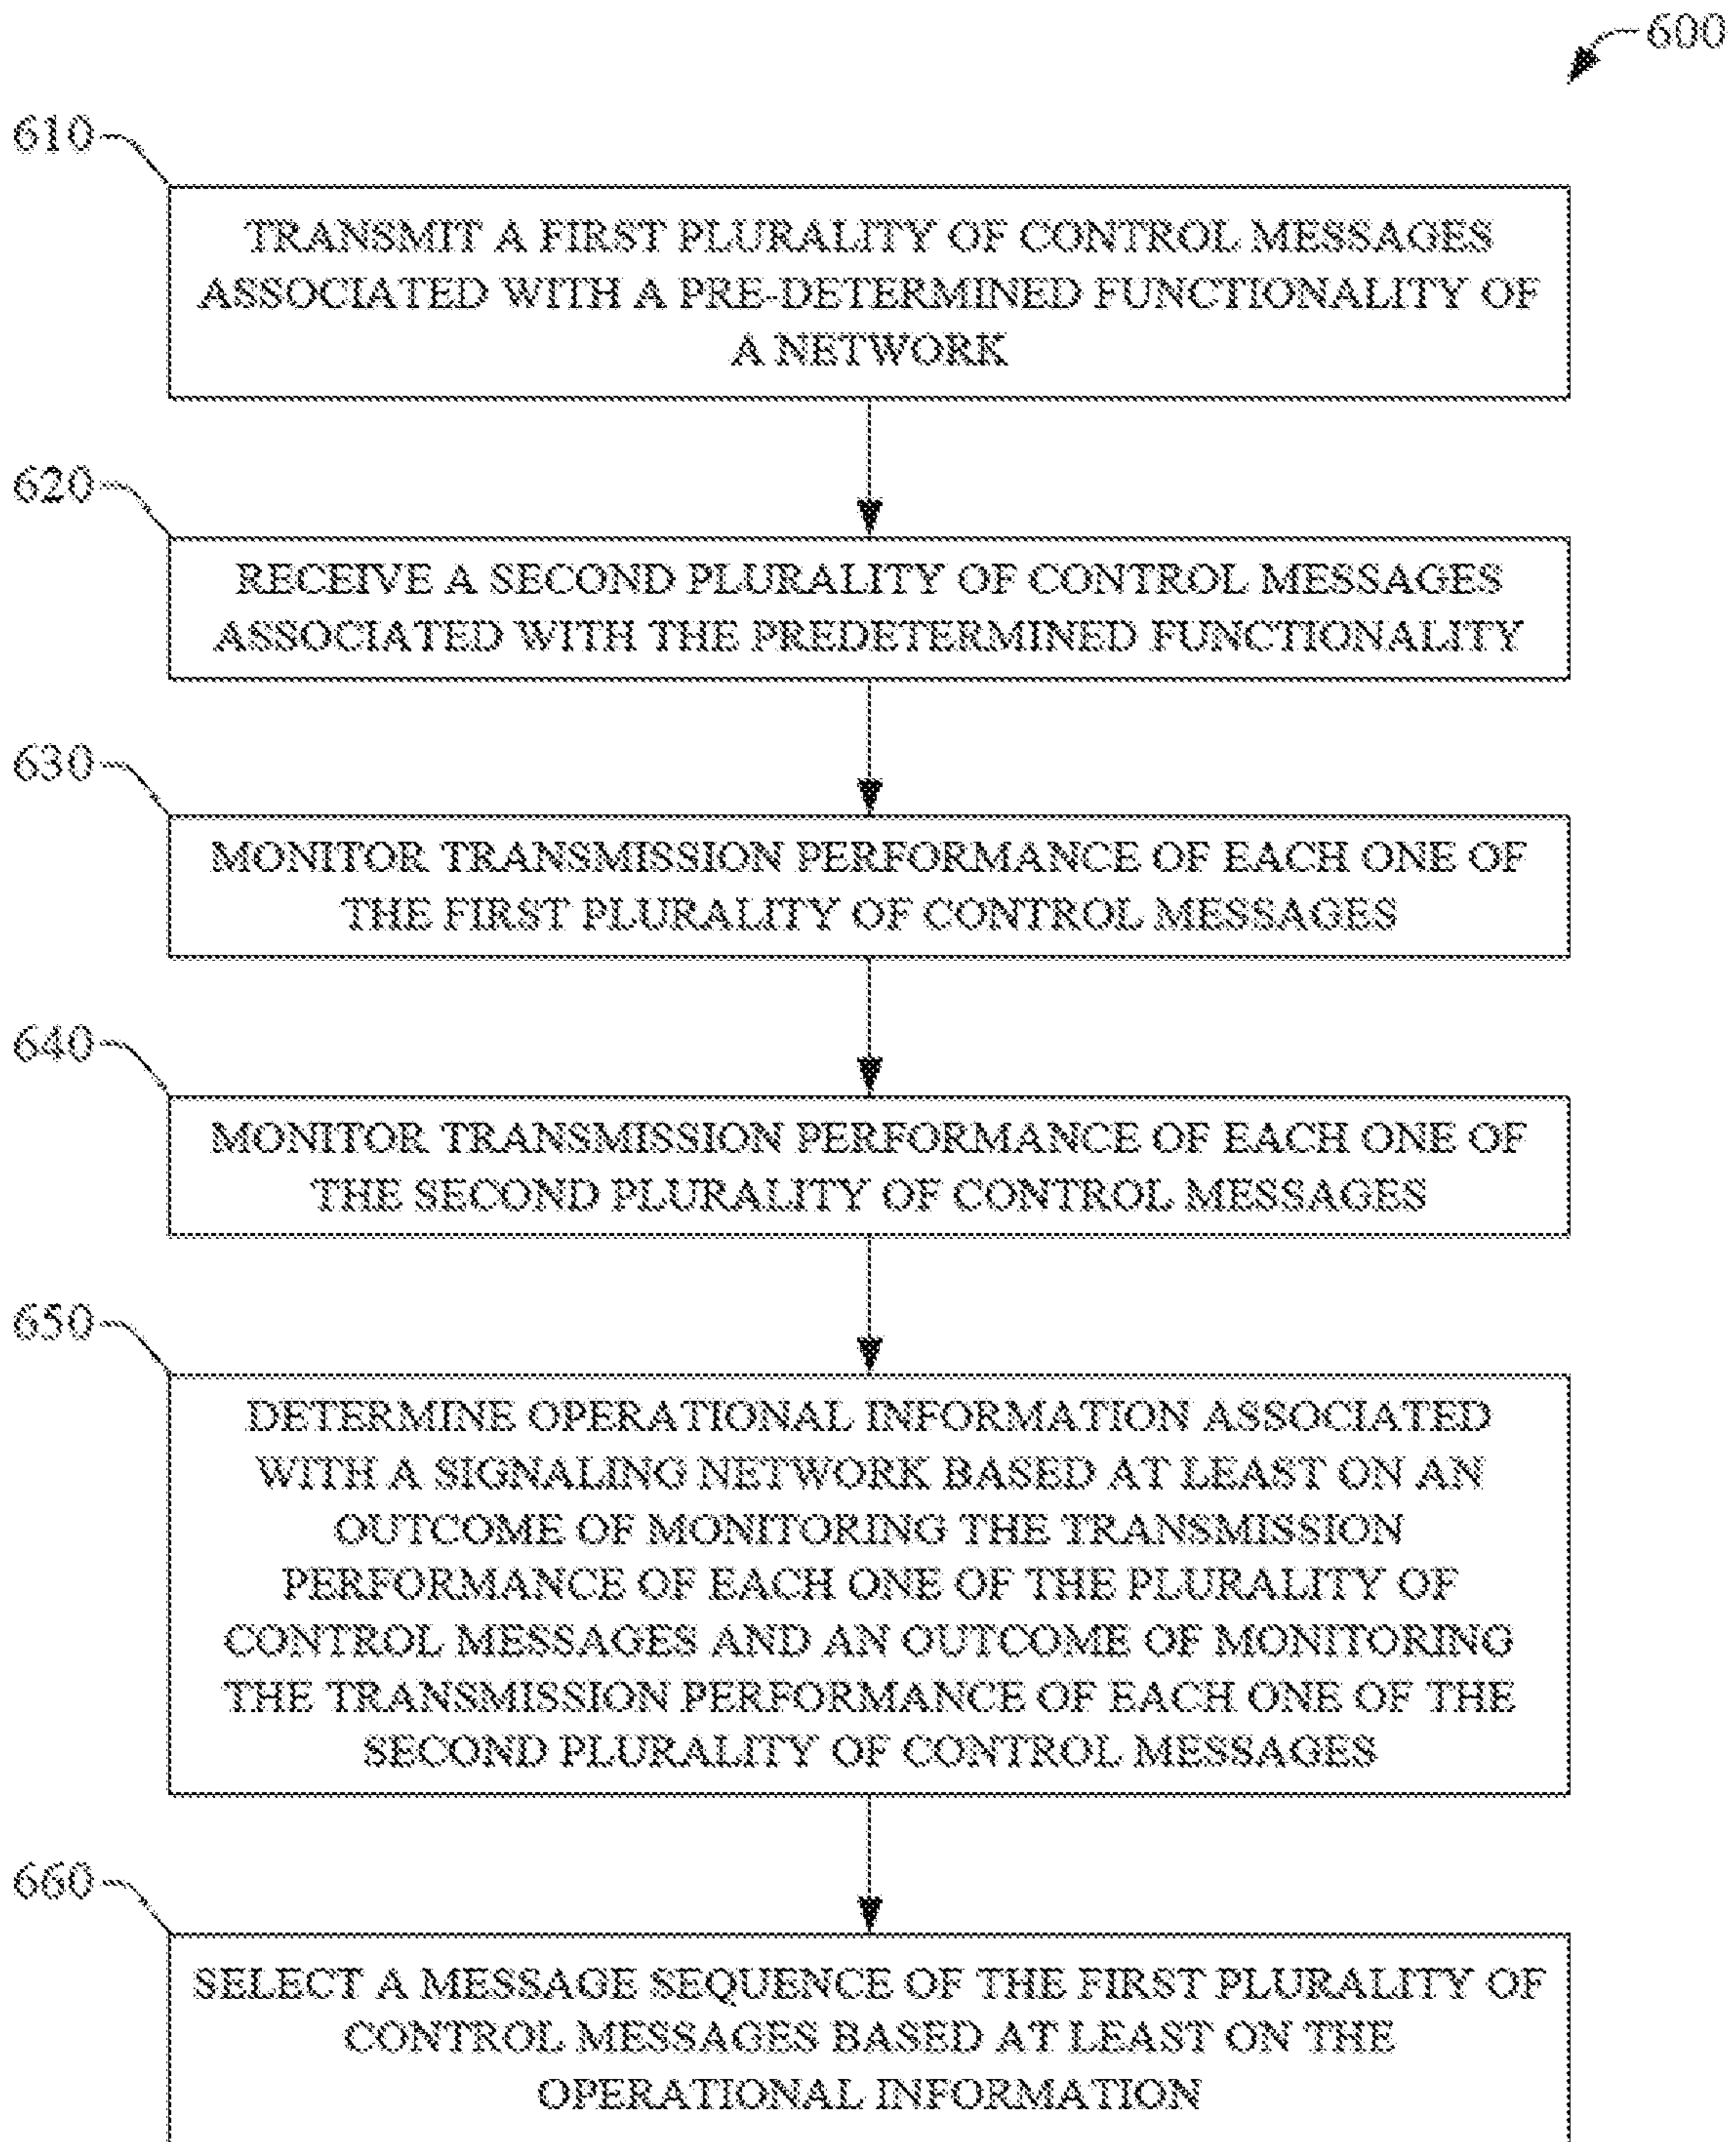 600
610
TRANSMIT A FIRST PLURALITY OF CONTROL MESSAGES
ASSOCIATED WITH A PRE-DETERMINED FUNCTIONALITY OF
A NETWORK
620
RECEIVE A SECOND PLURALITY OF CONTROL MESSAGES
ASSOCIATED WITH THE PREDETERMINED FUNCTIONALITY
630
MONITOR TRANSMISSION PERFORMANCE OF EACH ONE OF
THE FIRST PLURALITY OF CONTROL MESSAGES
640
MONITOR TRANSMISSION PERFORMANCE OF EACH ONE OF
THE SECOND PLURALITY OF CONTROL MESSAGES
650
DETERMINE OPERATIONAL INFORMATION ASSOCIATED
WITH A SIGNALING NETWORK BASED AT LEAST ON AN
OUTCOME OF MONITORING THE TRANSMISSION
PERFORMANCE OF EACH ONE OF THE PLURALITY OF
CONTROL MESSAGES AND AN OUTCOME OF MONITORING
THE TRANSMISSION PERFORMANCE OF EACH ONE OF THE
SECOND PLURALITY OF CONTROL MESSAGES
660
SELECT A MESSAGE SEQUENCE OF THE FIRST PLURALITY OF
CONTROL MESSAGES BASED AT LEAST ON THE
OPERATIONAL INFORMATION